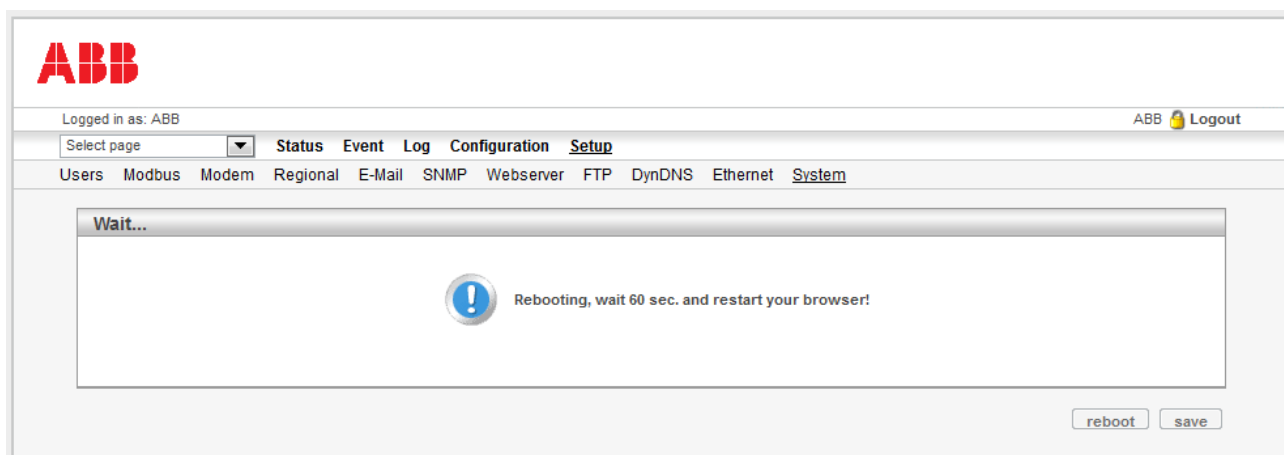 ABB
Logged in as: ABB ABB Logout
Select page Status Event Log Configuration Setup
Users Modbus Modem Regional E-Mail SNMP Webserver FTP DynDNS Ethernet System
Wait...
Rebooting, wait 60 sec. and restart your browser!
reboot save